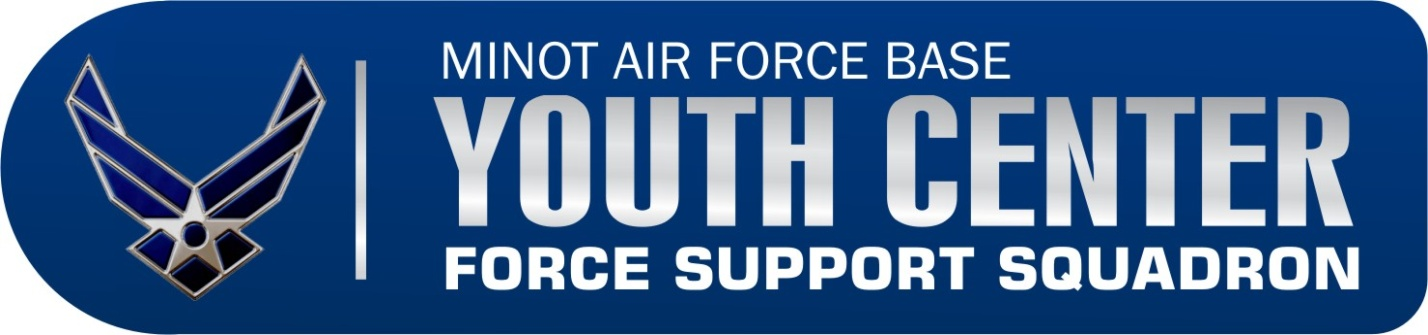 MINOT AIR FORCE BASE
YOUTH CENTER
FORCE SUPPORT SQUADRON